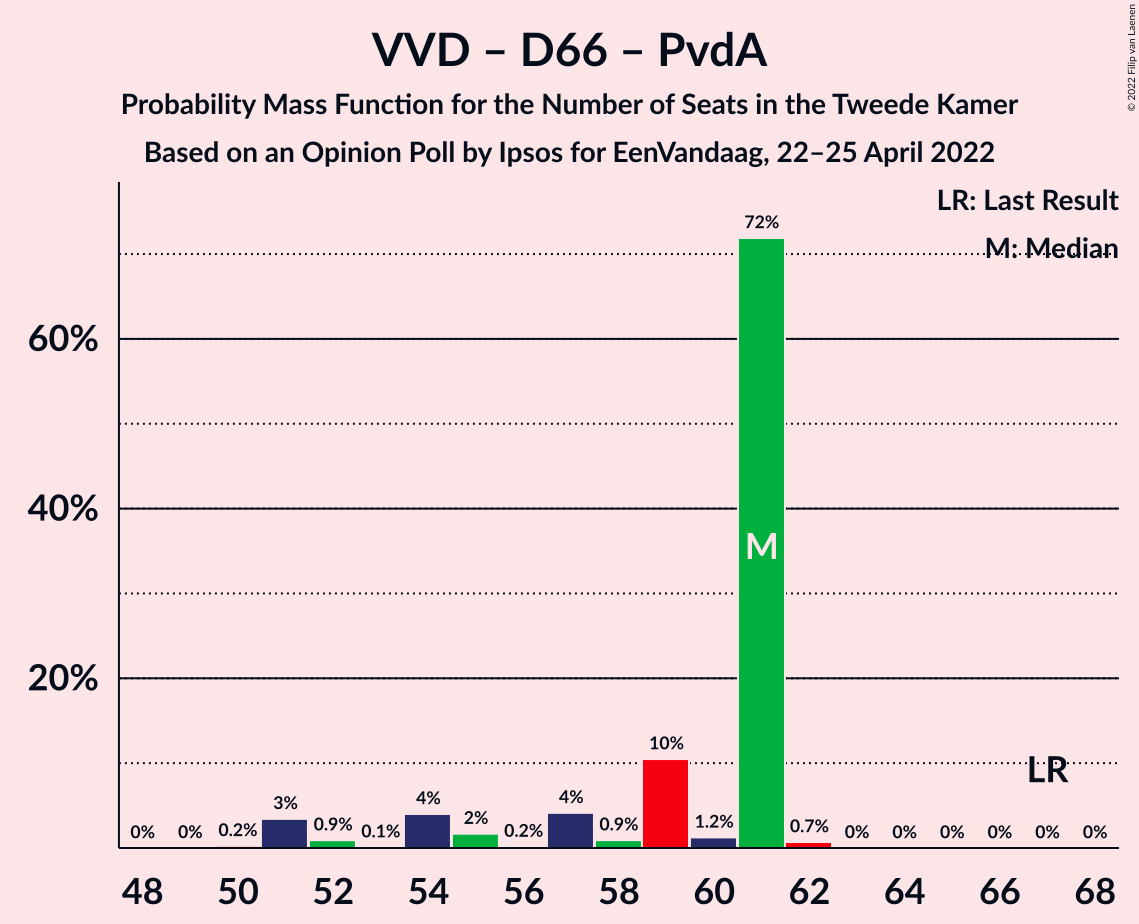 VVD – D66 – PvdA
Probability Mass Function for the Number of Seats in the Tweede Kamer
Based on an Opinion Poll by Ipsos for EenVandaag, 22–25 April 2022
© 2022 Filip van Laenen
LR: Last Result
M: Median
60%
40%
20%
0% 0% 0.2% 3% 0.9% 0.1% 4% 2% 0.2% 4% 0.9% 10% 1.2% 72% 0.7% 0% 0% 0% 0% 0% 0%
M
LR
48 50 52 54 56 58 60 62 64 66 68